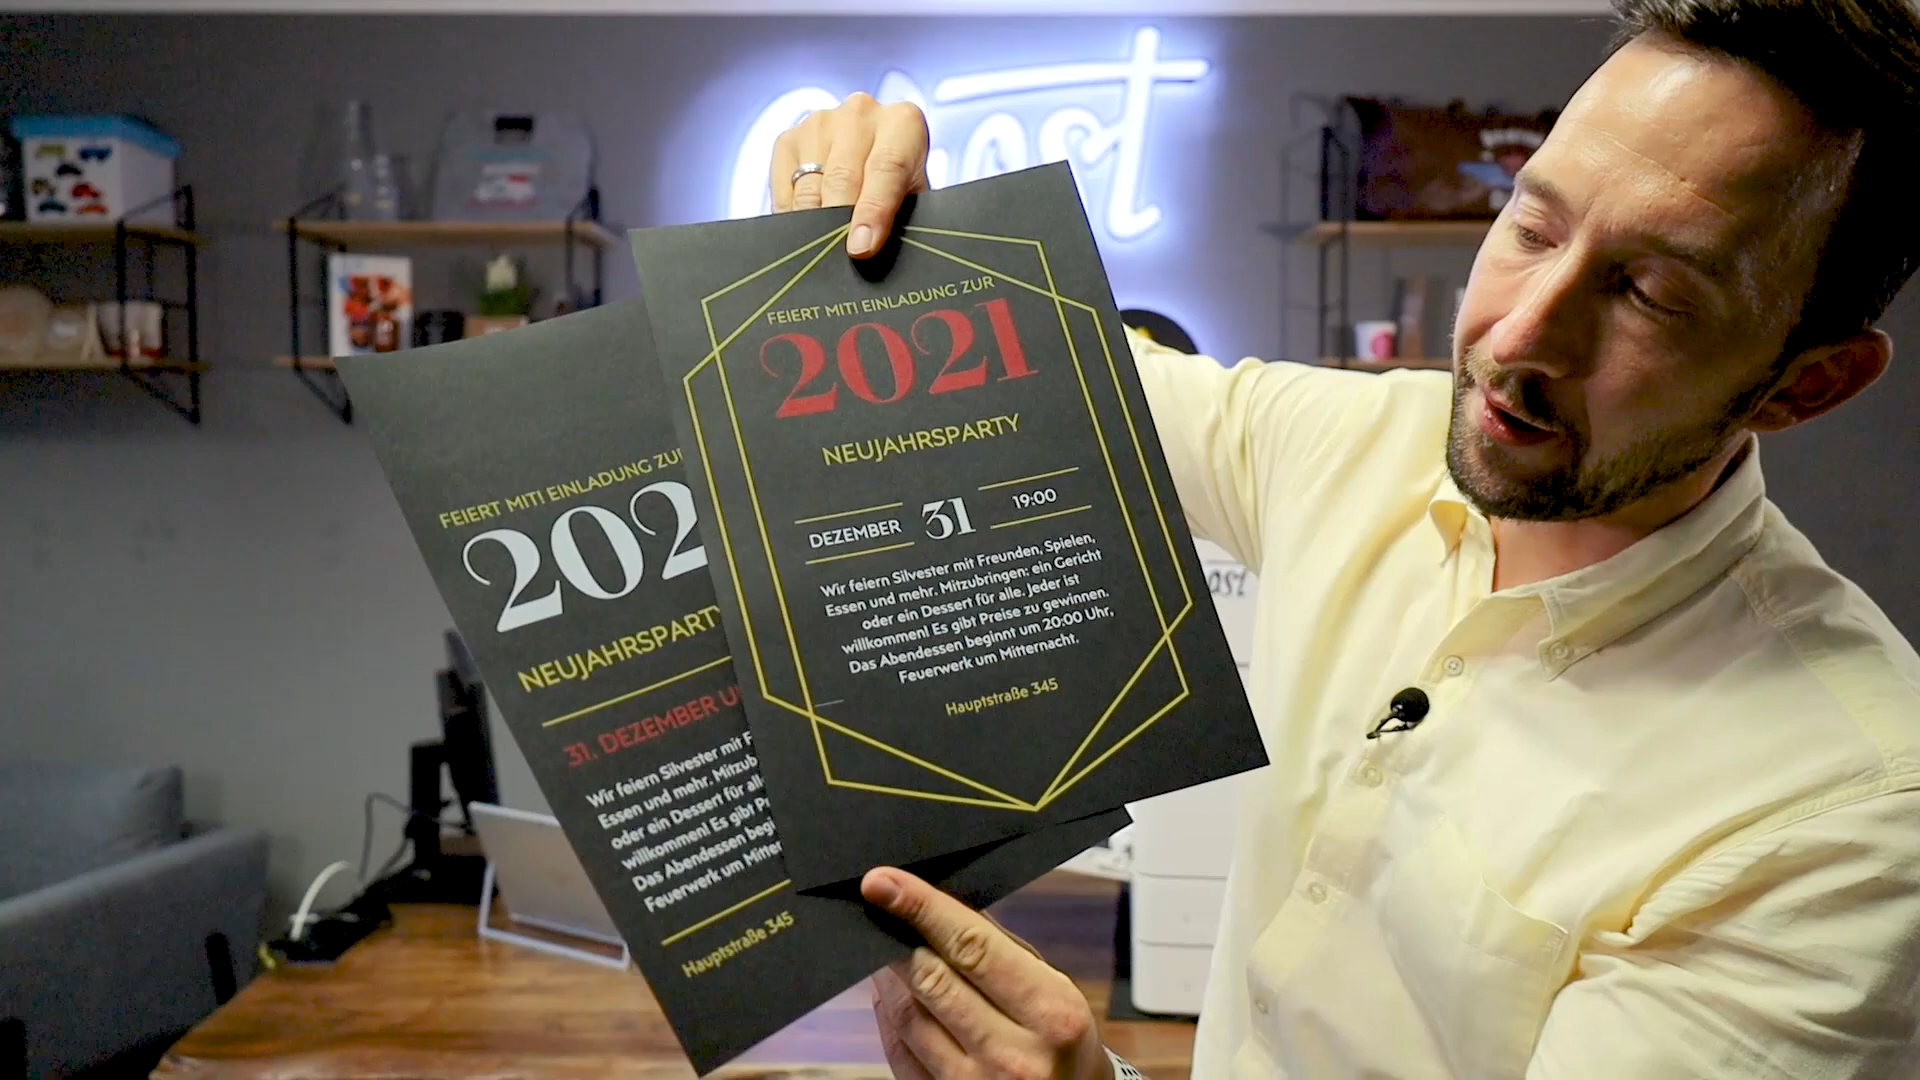 Ghost
FEIERT MIT! EINLADUNG ZUR
2021
NEUJAHRSPARTY
DEZEMBER 31 19:00
Wir feiern Silvester mit Freunden, Spielen,
Essen und mehr. Mitzubringen: ein Gericht
oder ein Dessert für alle. Jeder ist
willkommen! Es gibt Preise zu gewinnen.
Das Abendessen beginnt um 20:00 Uhr,
Feuerwerk um Mitternacht.
Hauptstraße 345
FEIERT MIT! EINLADUNG ZU
202
NEUJAHRSPARTY
31. DEZEMBER U
Wir feiern Silvester mit F
Essen und mehr. Mitzub
oder ein Dessert für all
willkommen! Es gibt Pr
Das Abendessen begi
Feuerwerk um Mitter
Hauptstraße 345
ost